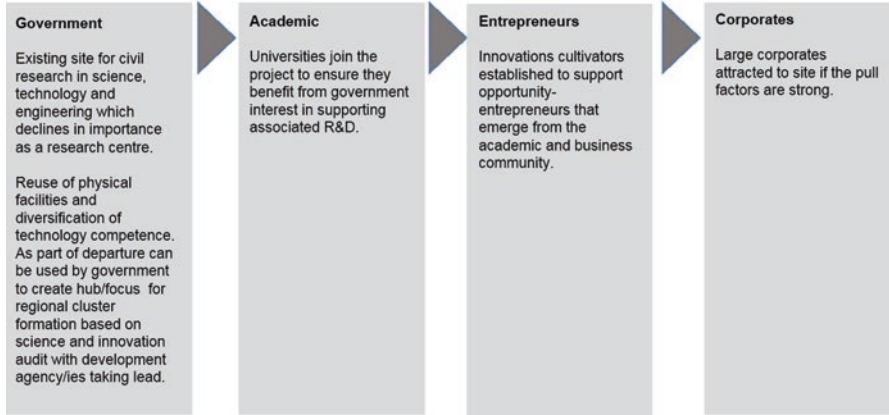 Government
Existing site for civil
research in science,
technology and
engineering which
declines in importance
as a research centre.
Reuse of physical
facilities and
diversification of
technology competence.
As part of departure can
be used by government
to create hub/focus for
regional cluster
formation based on
science and innovation
audit with development
agency/ies taking lead.
Academic
Universities join the
project to ensure they
benefit from government
interest in supporting
associated R&D.
Entrepreneurs
Innovations cultivators
established to support
opportunity-
entrepreneurs that
emerge from the
academic and business
community.
Corporates
Large corporates
attracted to site if the pull
factors are strong.